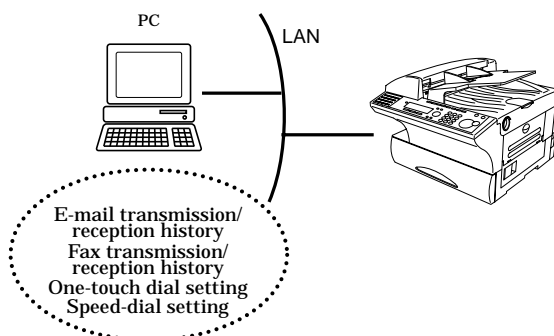 PC
LAN
E-mail transmission/
reception history
Fax transmission/
reception history
One-touch dial setting
Speed-dial setting